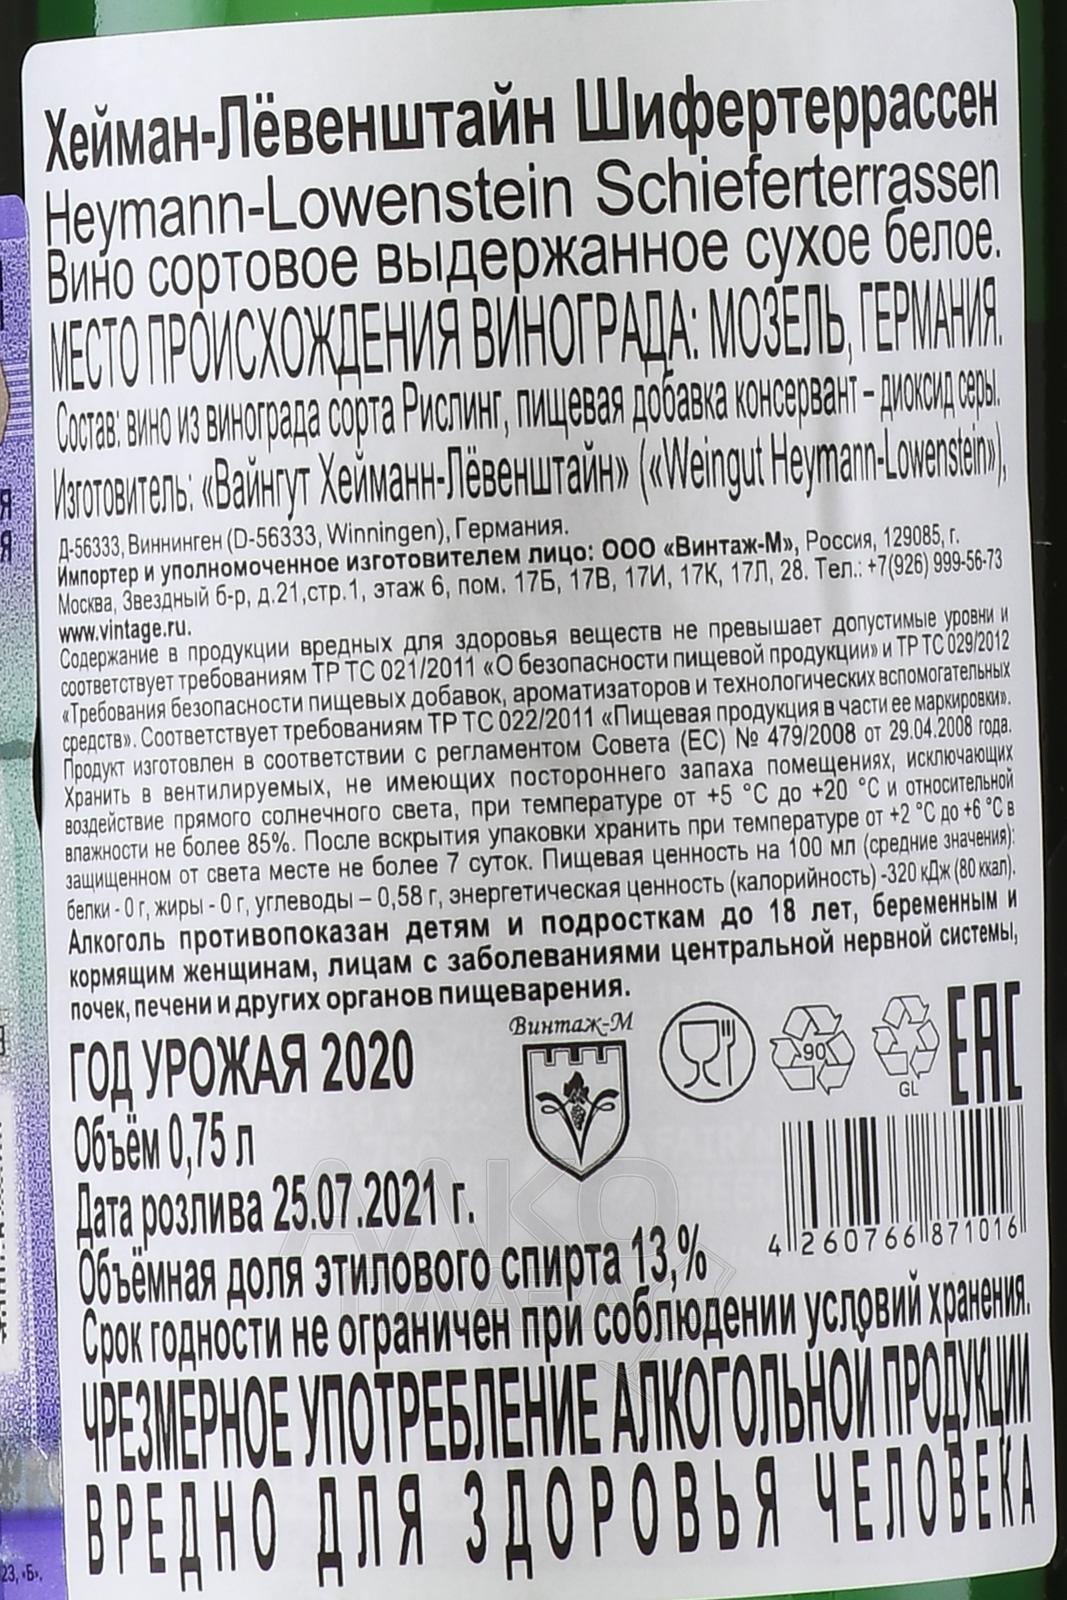 Хейман-Лёвенштайн Шифертеррассен
Heymann-Lowenstein Schieferterrassen
Вино сортовое выдержанное сухое белое.
МЕСТО ПРОИСХОЖДЕНИЯ ВИНОГРАДА: МОЗЕЛЬ, ГЕРМАНИЯ.
Состав: вино из винограда сорта Рислинг, пищевая добавка консервант – диоксид серы.
Изготовитель: «Вайнгут Хейманн-Лёвенштайн» («Weingut Heymann-Lowenstein»),
Д-56333, Виннинген (D-56333, Winningen), Германия.
Импортер и уполномоченное изготовителем лицо: ООО «Винтаж-М», Россия, 129085, г.
Москва, Звездный б-р, д.21,стр.1, этаж 6, пом. 17Б, 17В, 17И, 17К, 17Л, 28. Тел.: +7(926) 999-56-73
www.vintage.ru.
Содержание в продукции вредных для здоровья веществ не превышает допустимые уровни и
соответствует требованиям ТР ТС 021/2011 «О безопасности пищевой продукции» и ТР ТС 029/2012
«Требования безопасности пищевых добавок, ароматизаторов и технологических вспомогательных
средств». Соответствует требованиям ТР ТС 022/2011 «Пищевая продукция в части ее маркировки».
Продукт изготовлен в соответствии с регламентом Совета (ЕС) № 479/2008 от 29.04.2008 года.
Хранить в вентилируемых, не имеющих постороннего запаха помещениях, исключающих
воздействие прямого солнечного света, при температуре от +5 °С до +20 °С и относительной
влажности не более 85%. После вскрытия упаковки хранить при температуре от +2 °С до +6 °С в
защищенном от света месте не более 7 суток. Пищевая ценность на 100 мл (средние значения):
белки - 0 г, жиры - 0 г, углеводы – 0,58 г, энергетическая ценность (калорийность) -320 кДж (80 ккал).
Алкоголь противопоказан детям и подросткам до 18 лет, беременным и
кормящим женщинам, лицам с заболеваниями центральной нервной системы,
почек, печени и других органов пищеварения.
Винтаж-М
90
GL
ЕАС
ГОД УРОЖАЯ 2020
Объём 0,75 л
Дата розлива 25.07.2021 г.
4 260766 871016
Объёмная доля этилового спирта 13,%
Срок годности не ограничен при соблюдении условий хранения.
ЧРЕЗМЕРНОЕ УПОТРЕБЛЕНИЕ АЛКОГОЛЬНОЙ ПРОДУКЦИИ
ВРЕДНО ДЛЯ ЗДОРОВЬЯ ЧЕЛОВЕКА
23, «Б».